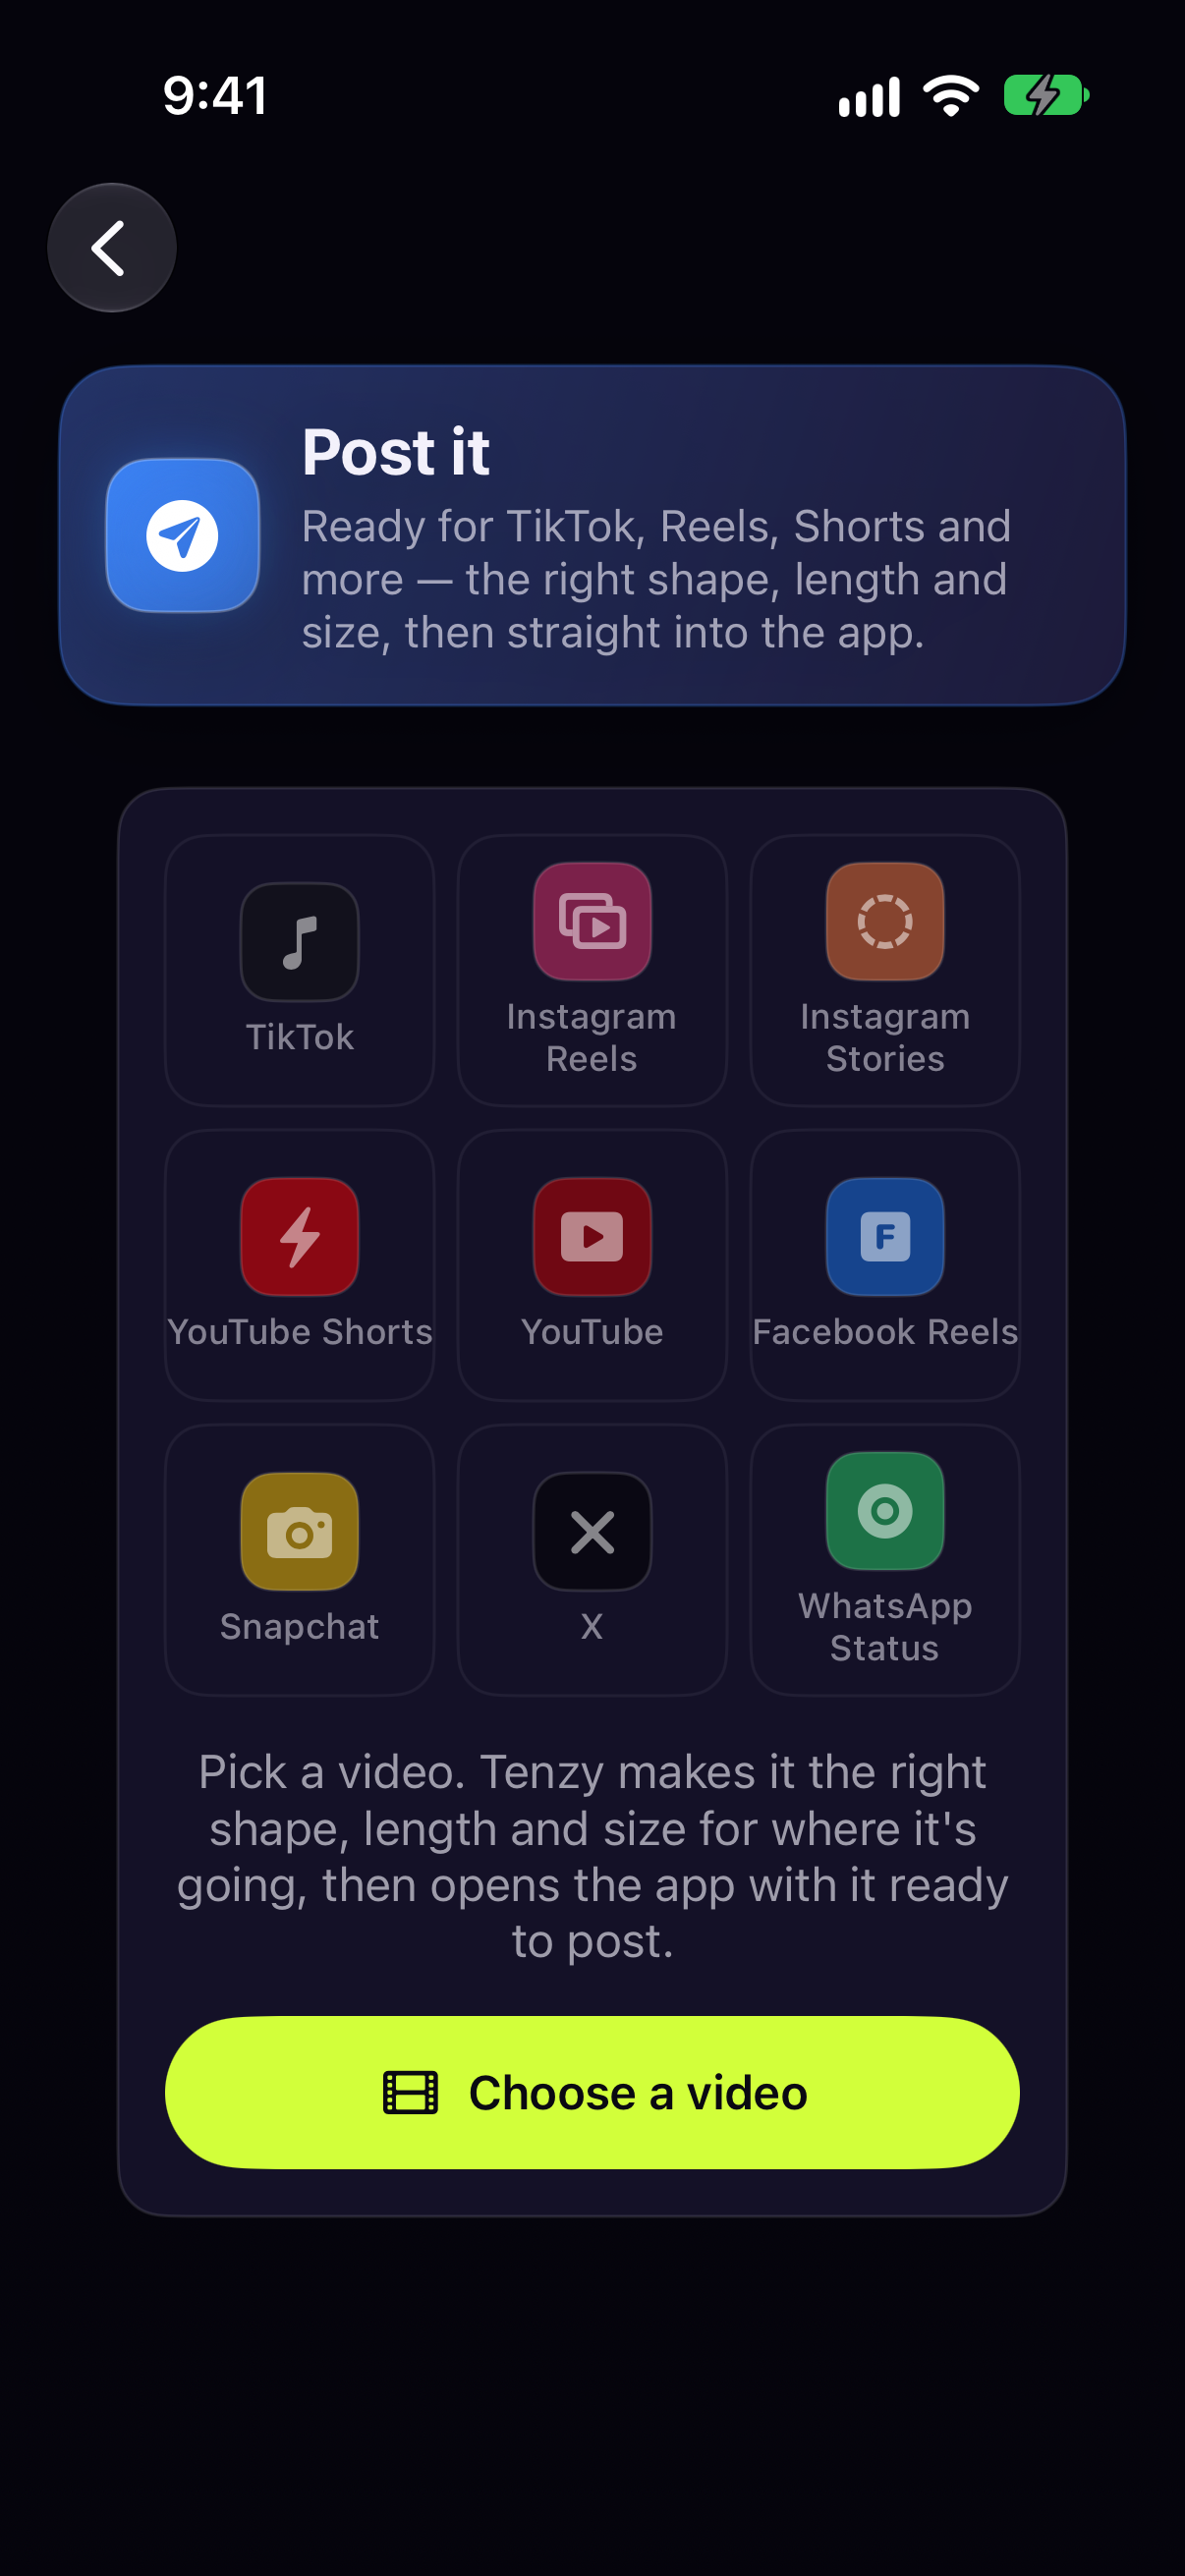 9:41
Post it
Ready for TikTok, Reels, Shorts and
more — the right shape, length and
size, then straight into the app.
TikTok
Instagram
Reels
Instagram
Stories
YouTube Shorts
YouTube
F
Facebook Reels
Snapchat
X
WhatsApp
Status
Pick a video. Tenzy makes it the right
shape, length and size for where it's
going, then opens the app with it ready
to post.
Choose a video